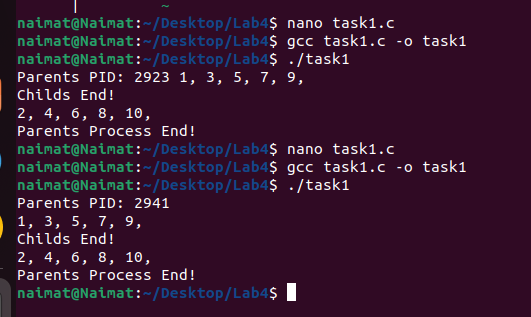 naimat@Naimat:~/Desktop/Lab4$ nano task1.c
naimat@Naimat:~/Desktop/Lab4$ gcc task1.c -o task1
naimat@Naimat:~/Desktop/Lab4$ ./task1
Parents PID: 2923 1, 3, 5, 7, 9,
Childs End!
2, 4, 6, 8, 10,
Parents Process End!
naimat@Naimat:~/Desktop/Lab4$ nano task1.c
naimat@Naimat:~/Desktop/Lab4$ gcc task1.c -o task1
naimat@Naimat:~/Desktop/Lab4$ ./task1
Parents PID: 2941
1, 3, 5, 7, 9,
Childs End!
2, 4, 6, 8, 10,
Parents Process End!
naimat@Naimat:~/Desktop/Lab4$